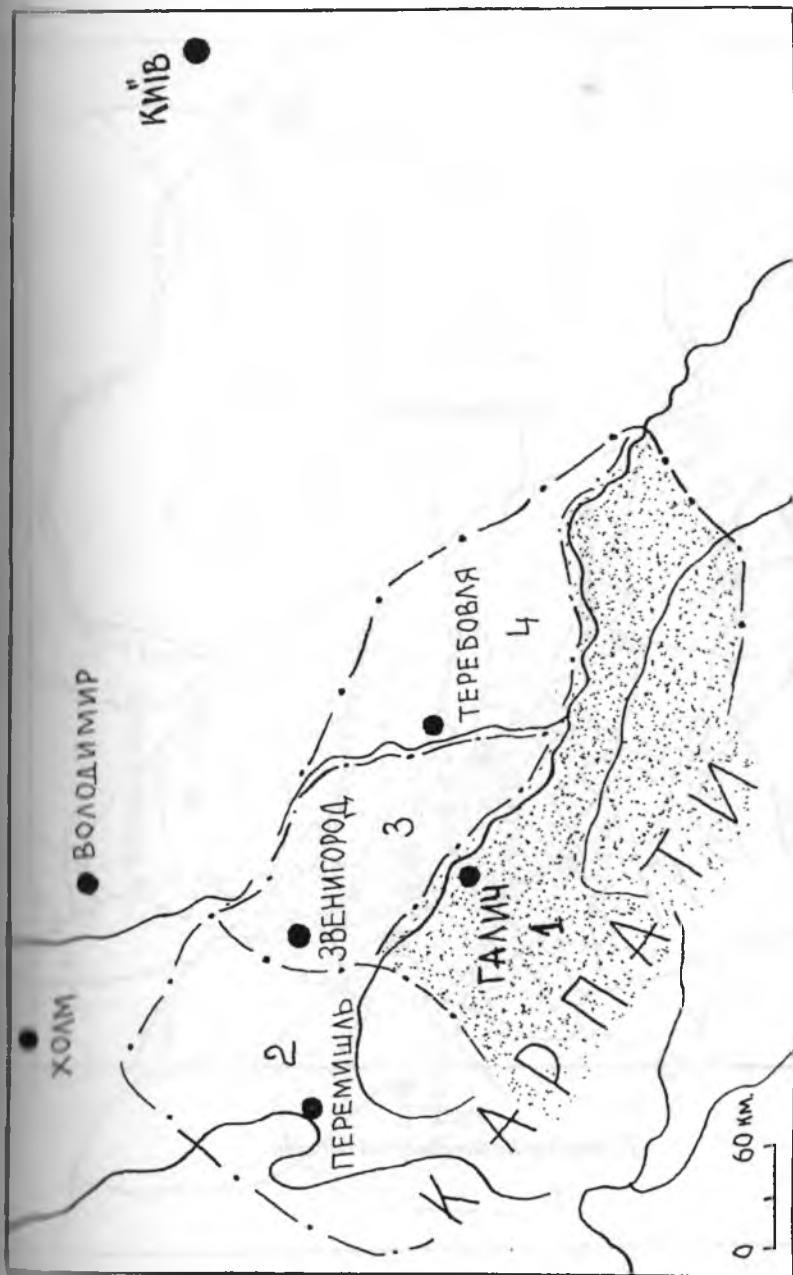 КИЇВ
ХОЛМ
ВОЛОДИМИР
2
ПЕРЕМИШЛЬ
ЗВЕНИГОРОД
3
ТЕРЕБОВЛЯ
4
ГАЛИЧ
1
КАРПАТИ
0 60 км.